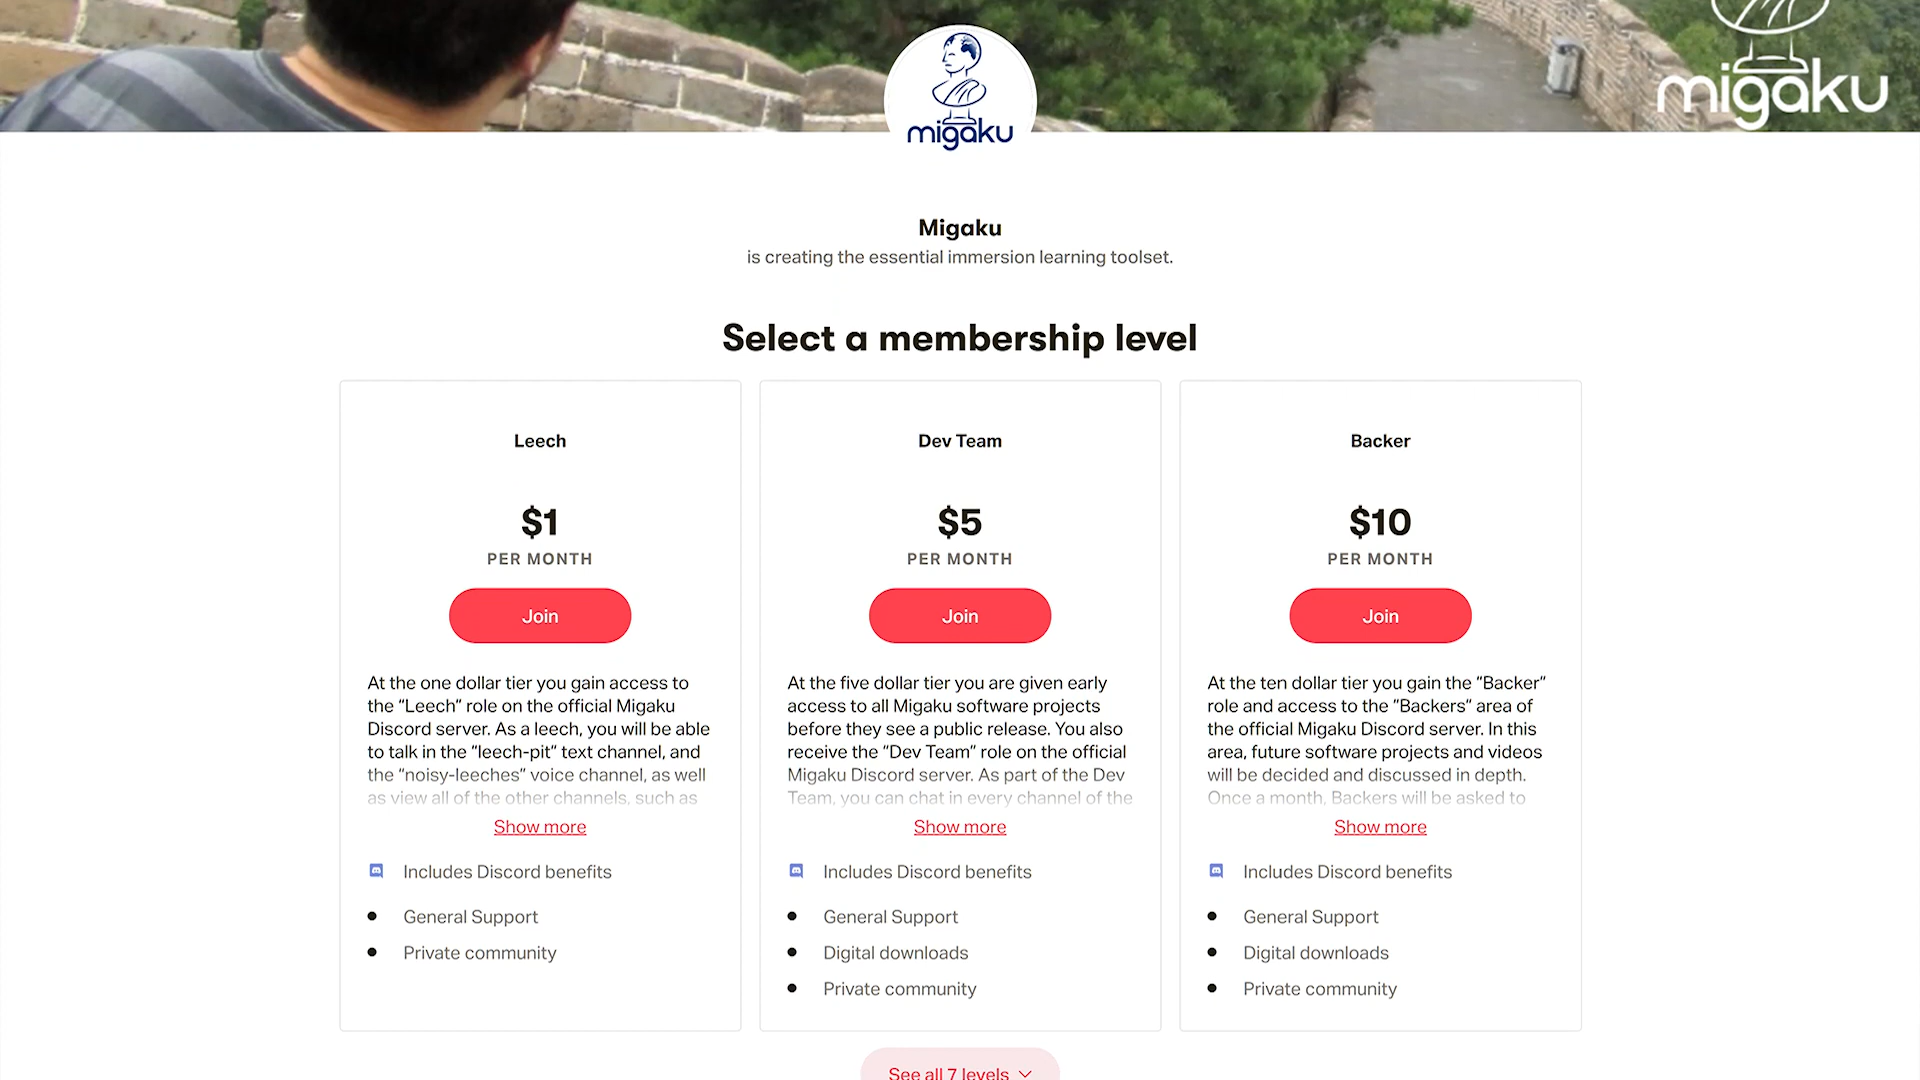 migaku
migaku
Migaku
is creating the essential immersion learning toolset.
Select a membership level
Leech
$1
PER MONTH
Join
At the one dollar tier you gain access to
the “Leech” role on the official Migaku
Discord server. As a leech, you will be able
to talk in the “leech-pit” text channel, and
the “noisy-leeches” voice channel, as well
as view all of the other channels, such as
Show more
Includes Discord benefits
General Support
Private community
Dev Team
$5
PER MONTH
Join
At the five dollar tier you are given early
access to all Migaku software projects
before they see a public release. You also
receive the “Dev Team” role on the official
Migaku Discord server. As part of the Dev
Team, you can chat in every channel of the
Show more
Includes Discord benefits
General Support
Digital downloads
Private community
Backer
$10
PER MONTH
Join
At the ten dollar tier you gain the “Backer”
role and access to the “Backers” area of
the official Migaku Discord server. In this
area, future software projects and videos
will be decided and discussed in depth.
Once a month, Backers will be asked to
Show more
Includes Discord benefits
General Support
Digital downloads
Private community
See all 7 levels